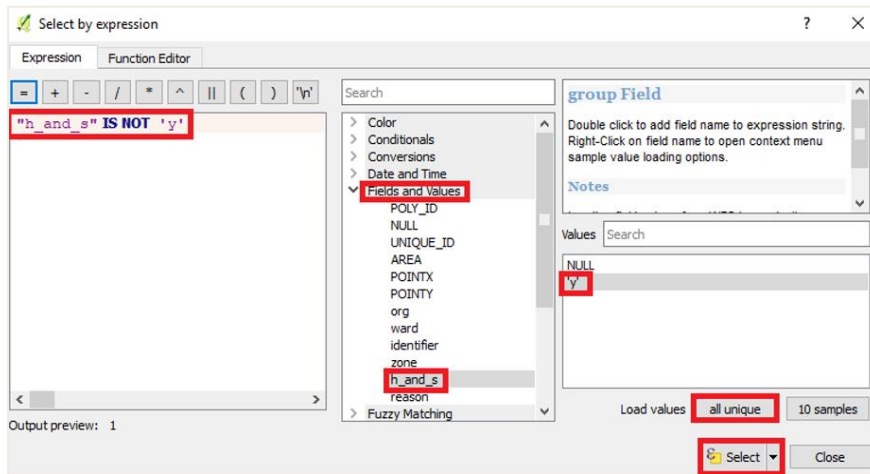 Select by expression
? ×
Expression Function Editor
= + - / * ^ || ( ) '\n'
"h_and_s" IS NOT 'y'
Output preview: 1
Search
> Color
> Conditionals
> Conversions
> Date and Time
Fields and Values
POLY_ID
NULL
UNIQUE_ID
AREA
POINTX
POINTY
org
ward
identifier
zone
h_and_s
reason
> Fuzzy Matching
group Field
Double click to add field name to expression string.
Right-Click on field name to open context menu
sample value loading options.
Notes
Values Search
NULL
'y'
Load values all unique 10 samples
Select Close